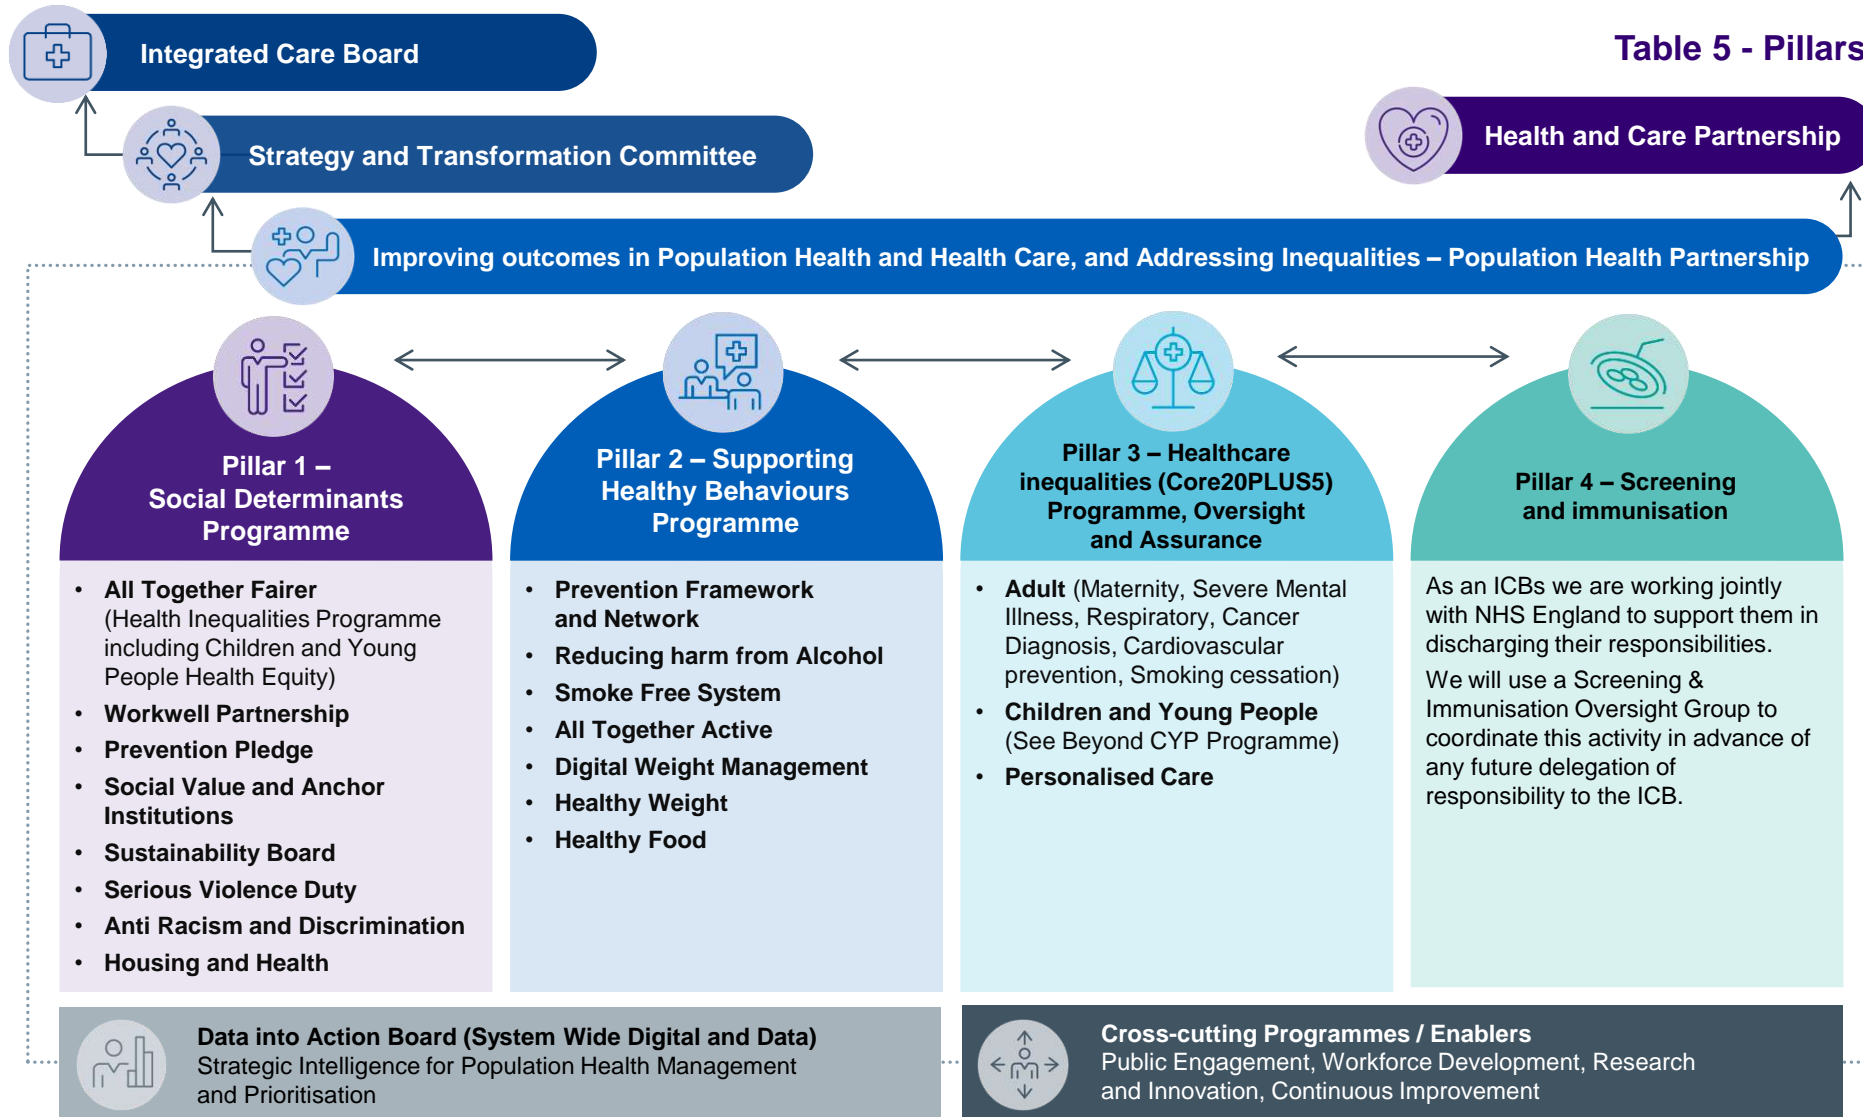 Integrated Care Board
Table 5 - Pillars
Strategy and Transformation Committee
Health and Care Partnership
Improving outcomes in Population Health and Health Care, and Addressing Inequalities – Population Health Partnership
Pillar 1 –
Social Determinants
Programme
• All Together Fairer
(Health Inequalities Programme
including Children and Young
People Health Equity)
• Workwell Partnership
• Prevention Pledge
• Social Value and Anchor
Institutions
• Sustainability Board
• Serious Violence Duty
• Anti Racism and Discrimination
• Housing and Health
Pillar 2 – Supporting
Healthy Behaviours
Programme
• Prevention Framework
and Network
• Reducing harm from Alcohol
• Smoke Free System
• All Together Active
• Digital Weight Management
• Healthy Weight
• Healthy Food
Pillar 3 – Healthcare
inequalities (Core20PLUS5)
Programme, Oversight
and Assurance
• Adult (Maternity, Severe Mental
Illness, Respiratory, Cancer
Diagnosis, Cardiovascular
prevention, Smoking cessation)
• Children and Young People
(See Beyond CYP Programme)
• Personalised Care
Pillar 4 – Screening
and immunisation
As an ICBs we are working jointly
with NHS England to support them in
discharging their responsibilities.
We will use a Screening &
Immunisation Oversight Group to
coordinate this activity in advance of
any future delegation of
responsibility to the ICB.
Data into Action Board (System Wide Digital and Data)
Strategic Intelligence for Population Health Management
and Prioritisation
Cross-cutting Programmes / Enablers
Public Engagement, Workforce Development, Research
and Innovation, Continuous Improvement